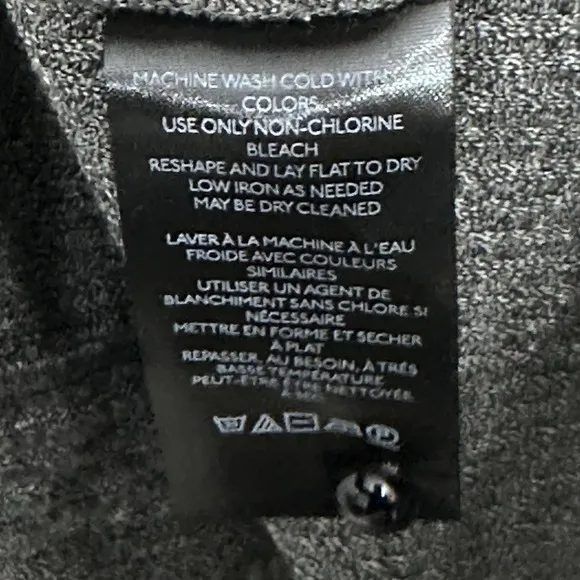 MACHINE WASH COLD WITH
COLORS
USE ONLY NON-CHLORINE
BLEACH
RESHAPE AND LAY FLAT TO DRY
LOW IRON AS NEEDED
MAY BE DRY CLEANED
LAVER À LA MACHINE À L'EAU
FROIDE AVEC COULEURS
SIMILAIRES
UTILISER UN AGENT DE
BLANCHIMENT SANS CHLORE SI
NÉCESSAIRE
METTRE EN FORME ET SECHER
À PLAT
REPASSER, AU BESOIN, À TRÉS
BASSE TEMPÉRATURE
PEUT-ÊTRE ÊTRE NETTOYÉE